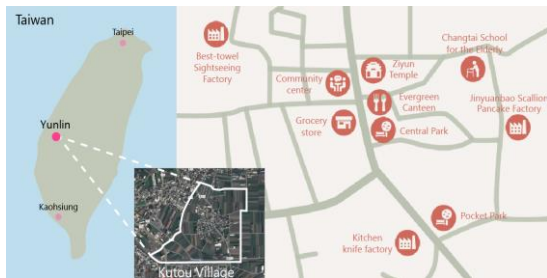 Taiwan
Taipei
Yunlin
Kaohsiung
Kutou Village
Best-towel
Sightseeing
Factory
Community
center
Grocery
store
Ziyun
Temple
Evergreen
Canteen
Central Park
Changtai School
for the Elderly
Jinyuanbao Scallion
Pancake Factory
Pocket Park
Kitchen
knife factory